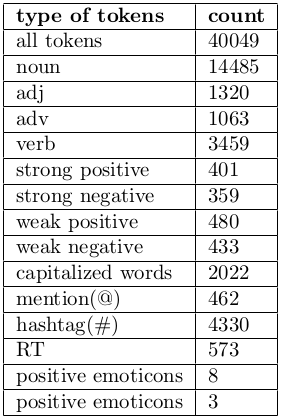 type of tokens count
all tokens 40049
noun 14485
adj 1320
adv 1063
verb 3459
strong positive 401
strong negative 359
weak positive 480
weak negative 433
capitalized words 2022
mention(@) 462
hashtag(#) 4330
RT 573
positive emoticons 8
positive emoticons 3